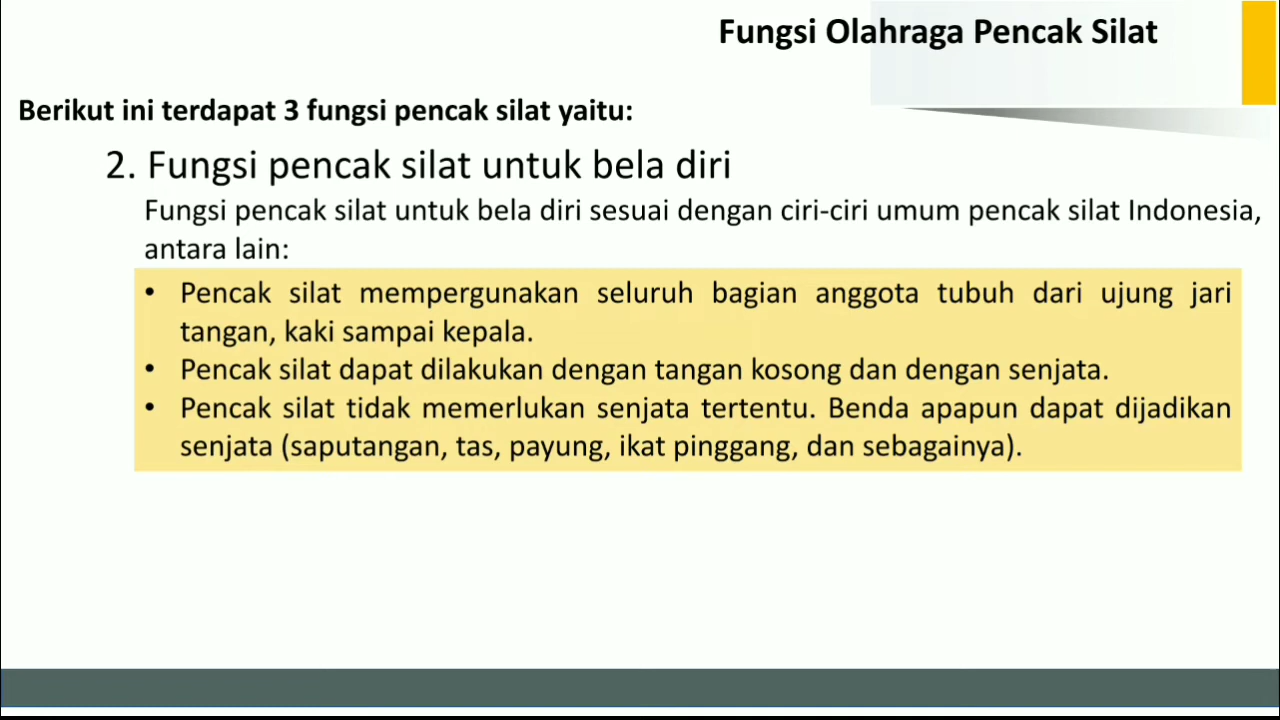 Fungsi Olahraga Pencak Silat
Berikut ini terdapat 3 fungsi pencak silat yaitu:
2. Fungsi pencak silat untuk bela diri
Fungsi pencak silat untuk bela diri sesuai dengan ciri-ciri umum pencak silat Indonesia,
antara lain:
• Pencak silat mempergunakan seluruh bagian anggota tubuh dari ujung jari
tangan, kaki sampai kepala.
• Pencak silat dapat dilakukan dengan tangan kosong dan dengan senjata.
• Pencak silat tidak memerlukan senjata tertentu. Benda apapun dapat dijadikan
senjata (saputangan, tas, payung, ikat pinggang, dan sebagainya).